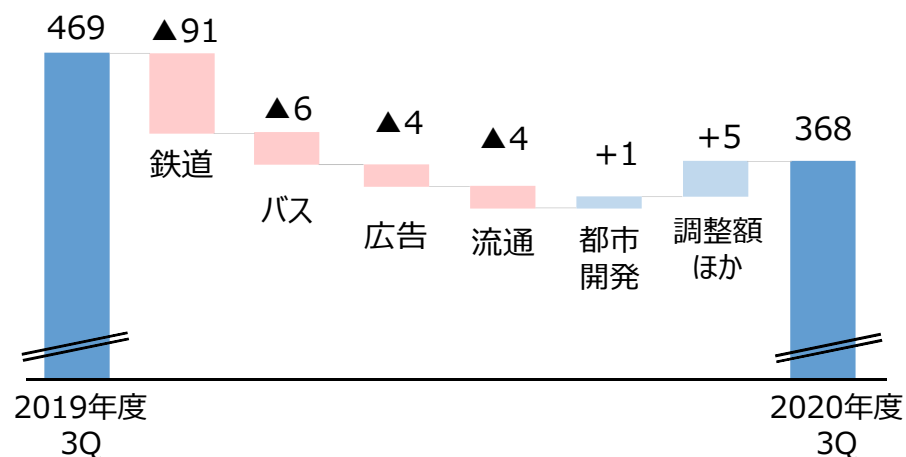 469
▲91
▲6
▲4
▲4
+1
+5
368
鉄道
バス
広告
流通
都市
開発
調整額
ほか
2019年度
3Q
2020年度
3Q